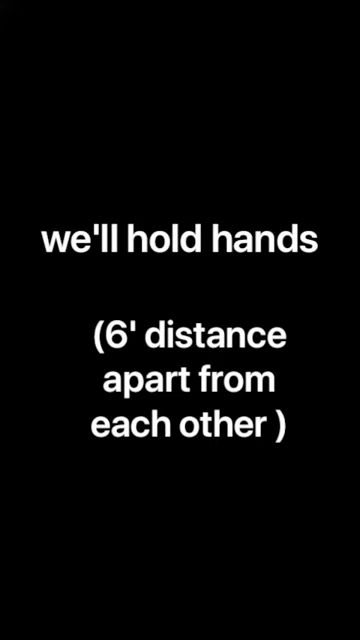 we'll hold hands
(6' distance
apart from
each other )